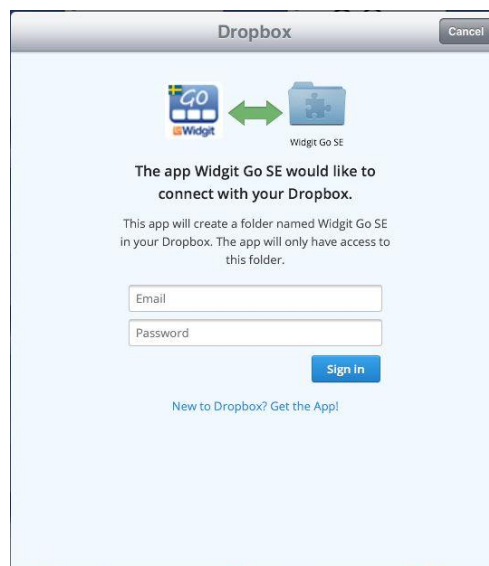 Dropbox
Cancel
GO
Widgit
Widgit Go SE
The app Widgit Go SE would like to
connect with your Dropbox.
This app will create a folder named Widgit Go SE
in your Dropbox. The app will only have access to
this folder.
Email
Password
Sign in
New to Dropbox? Get the App!